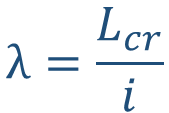 λ = L_cr / i